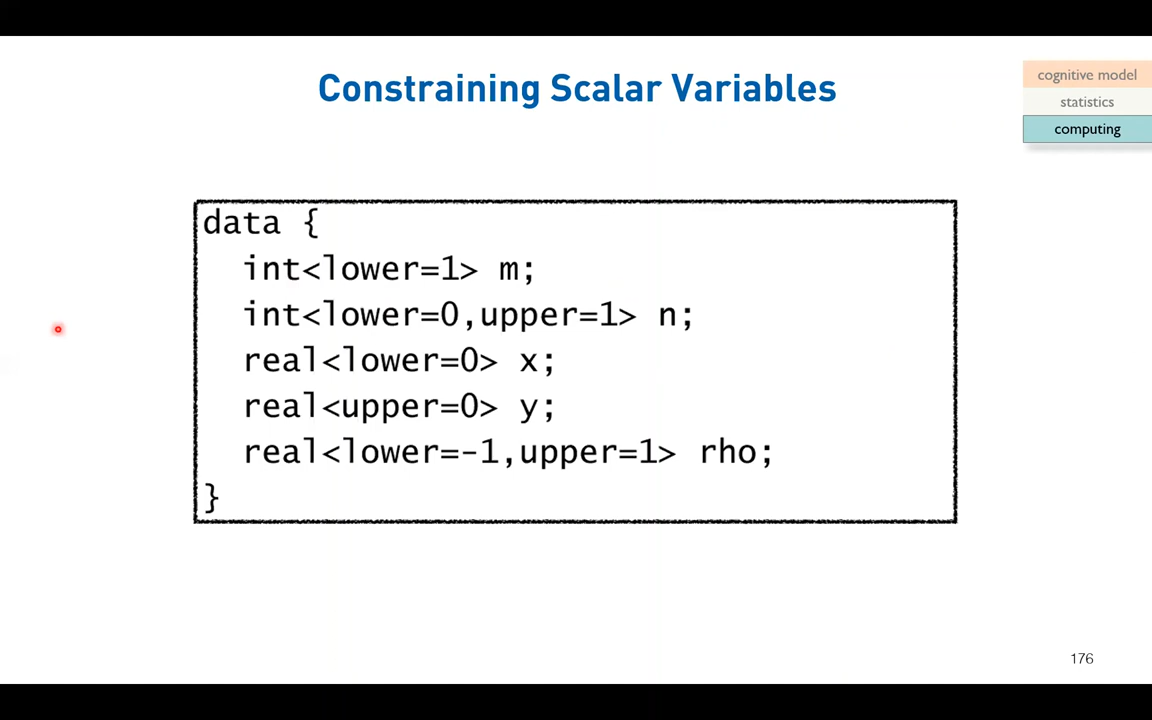 Constraining Scalar Variables
cognitive model
statistics
computing
data {
  int<lower=1> m;
  int<lower=0,upper=1> n;
  real<lower=0> x;
  real<upper=0> y;
  real<lower=-1,upper=1> rho;
}
176